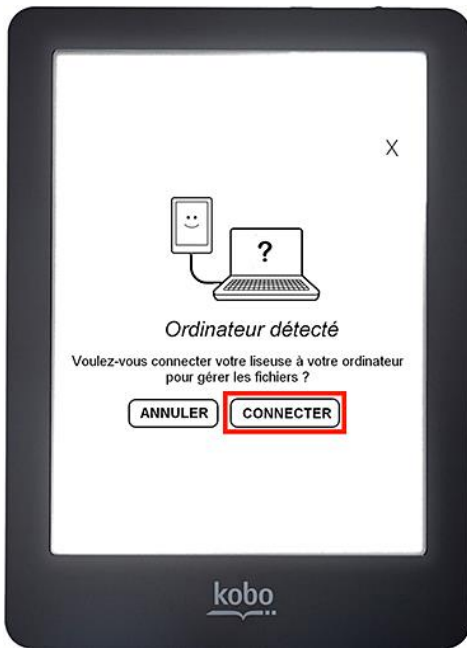 X
?
Ordinateur détecté
Voulez-vous connecter votre liseuse à votre ordinateur
pour gérer les fichiers ?
ANNULER CONNECTER
kobo